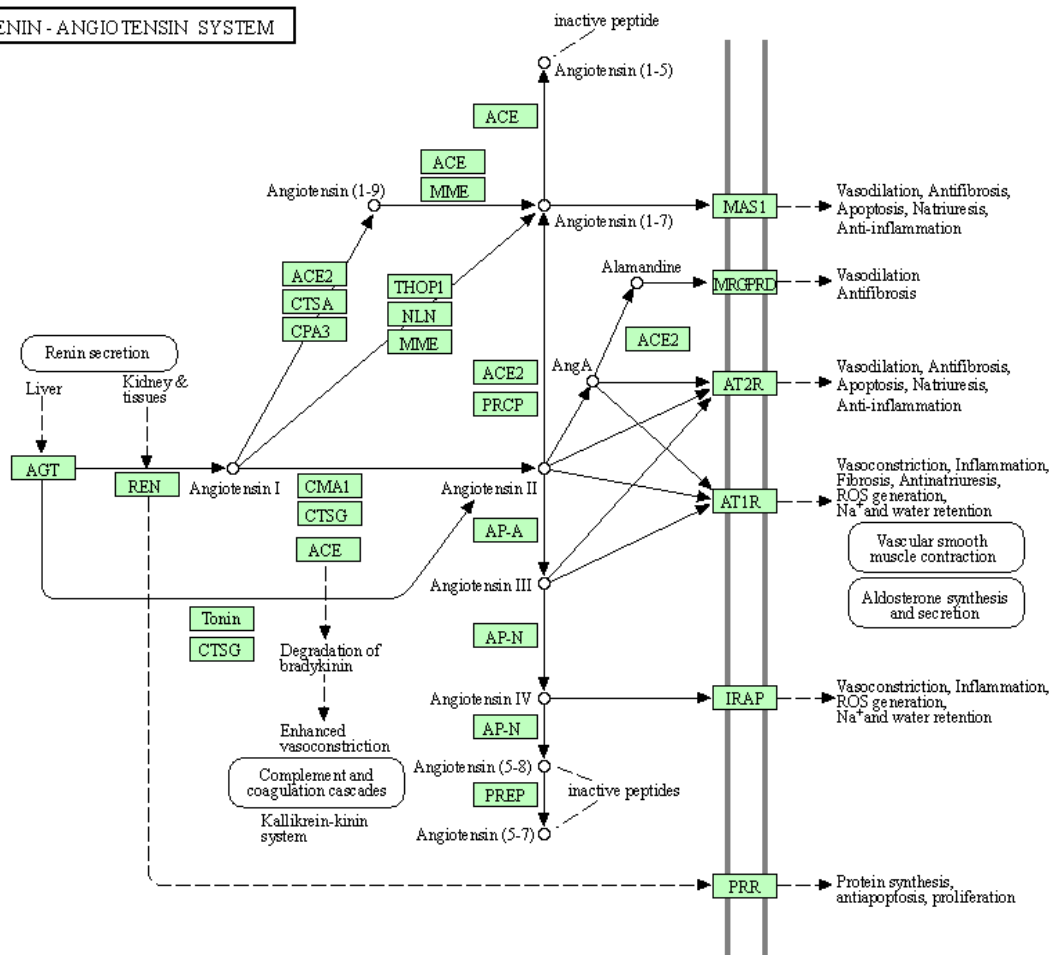 ENIN - ANGIOTENSIN SYSTEM
inactive peptide
Angiotensin (1-5)
ACE
ACE
MME
Angiotensin (1-9)
Angiotensin (1-7)
MAS1
Vasodilation, Antifibrosis,
Apoptosis, Natriuresis,
Anti-inflammation
ACE2
CTSA
CPA3
THOP1
NLN
MME
Alamandine
MRGPRD
Vasodilation
Antifibrosis
ACE2
Renin secretion
Liver
Kidney &
tissues
ACE2
PRCP
AngA
AT2R
Vasodilation, Antifibrosis,
Apoptosis, Natriuresis,
Anti-inflammation
AGT
REN
Angiotensin I
CMA1
CTSG
ACE
Angiotensin II
AT1R
Vasoconstriction, Inflammation,
Fibrosis, Antinatriuresis,
ROS generation,
Na+ and water retention
Vascular smooth
muscle contraction
Aldosterone synthesis
and secretion
AP-A
Angiotensin III
Tonin
CTSG
Degradation of
bradykinin
AP-N
Angiotensin IV
IRAP
Vasoconstriction, Inflammation,
ROS generation,
Na+ and water retention
Enhanced
vasoconstriction
AP-N
Complement and
coagulation cascades
Kallikrein-kinin
system
Angiotensin (5-8)
PREP
inactive peptides
Angiotensin (5-7)
PRR
Protein synthesis,
antiapoptosis, proliferation